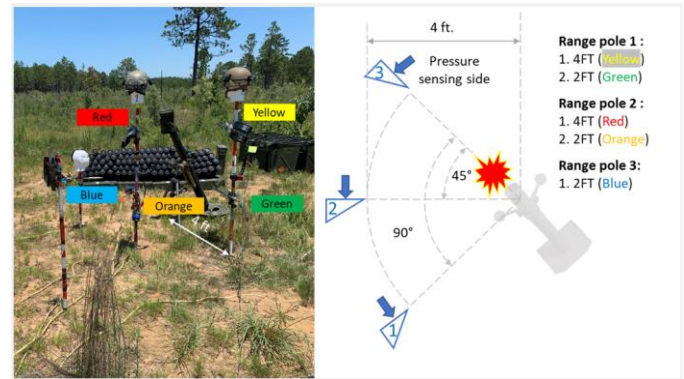 Red
Yellow
Blue
Orange
Green
4 ft
4 ft.
Pressure
sensing side
3
2
1
45°
90°
Range pole 1 :
1. 4FT (Yellow)
2. 2FT (Green)
Range pole 2 :
1. 4FT (Red)
2. 2FT (Orange)
Range pole 3:
1. 2FT (Blue)